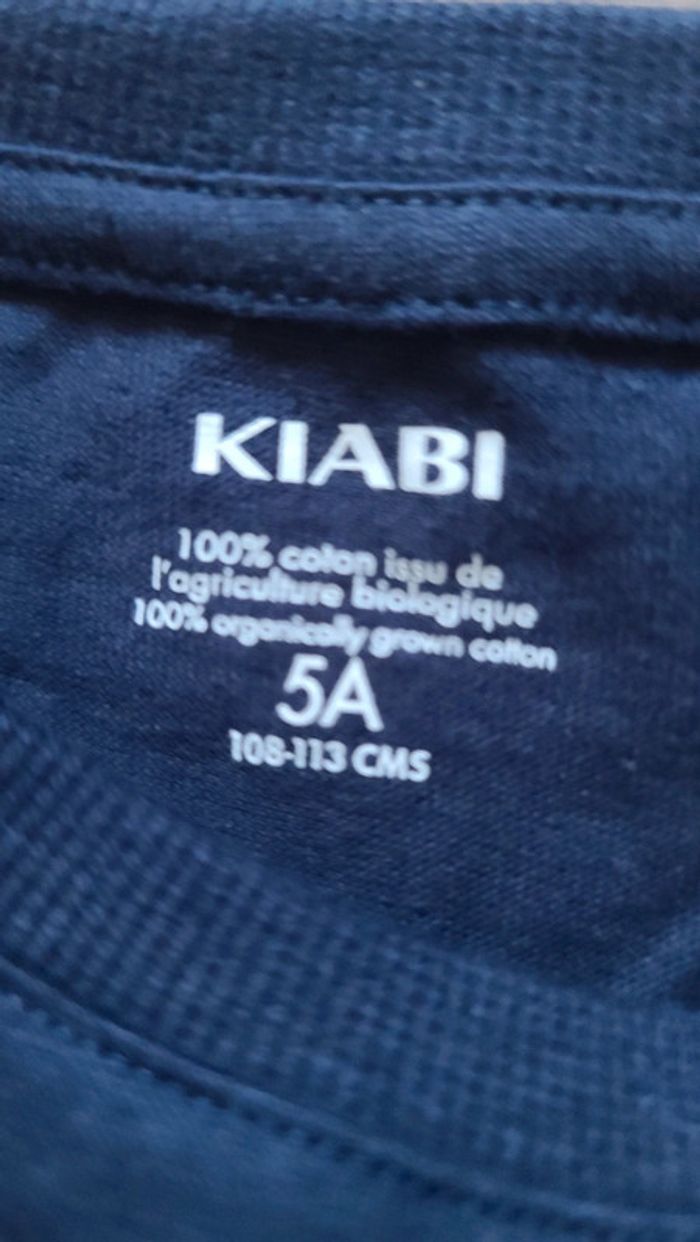 KIABI
100% coton issu de
l'agriculture biologique
100% organically grown cotton
5A
108-113 CMS